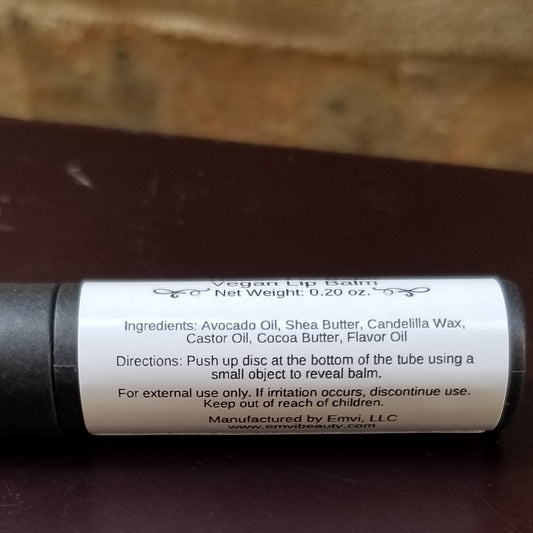 Vegan Lip Balm
Net Weight: 0.20 oz.
Ingredients: Avocado Oil, Shea Butter, Candelilla Wax,
Castor Oil, Cocoa Butter, Flavor Oil
Directions: Push up disc at the bottom of the tube using a
small object to reveal balm.
For external use only. If irritation occurs, discontinue use.
Keep out of reach of children.
Manufactured by Emvi, LLC
www.emvibeauty.com